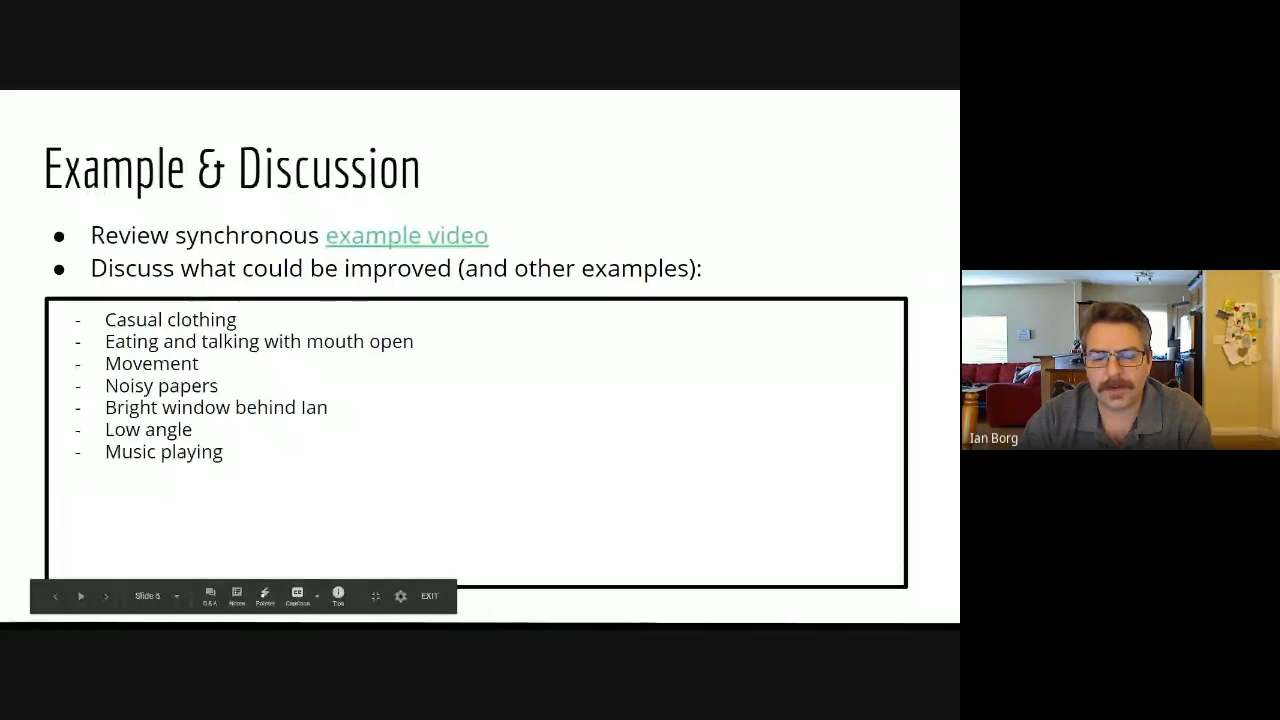 Example & Discussion
● Review synchronous example video
● Discuss what could be improved (and other examples):
- Casual clothing
- Eating and talking with mouth open
- Movement
- Noisy papers
- Bright window behind Ian
- Low angle
- Music playing
Slide 5
Q&A Notes Pointer Captions Tips EXIT
Ian Borg